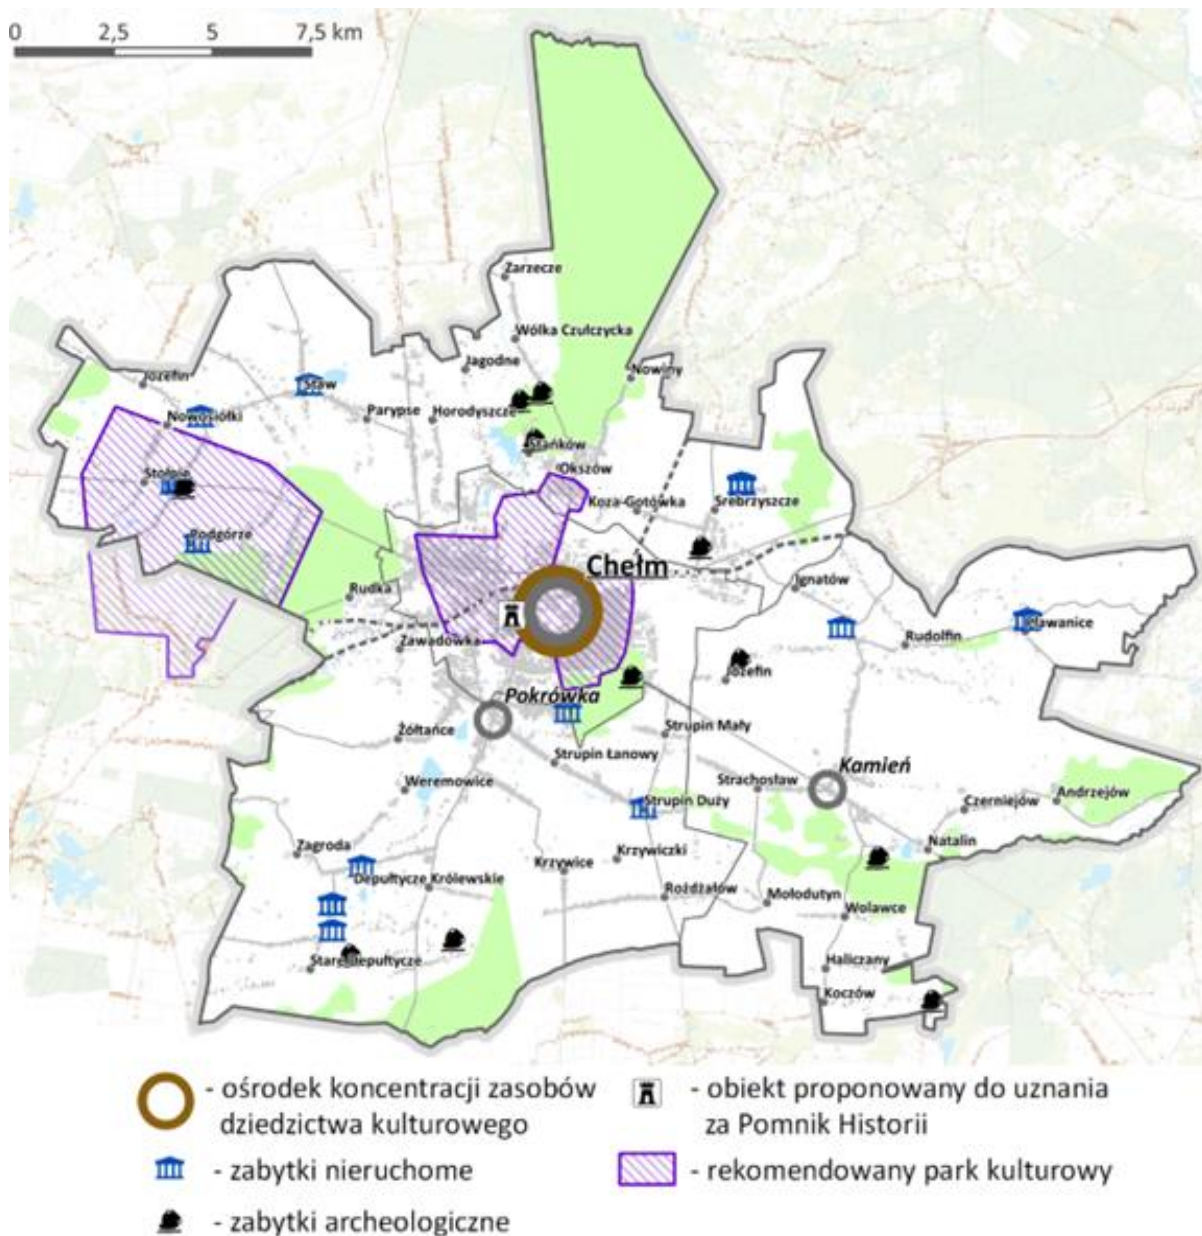 0 2,5 5 7,5 km
Zarzecze
Wólka Czułczycka
Jagodne
Nowiny
Józefin
Staw
Nowosiółki
Parypse
Horodyszcze
Stańków
Okszów
Stołpie
Koza-Gotówka
Srebrzyszcze
Podgórze
Chełm
Rudka
Ignatów
Zawadówka
Rudolfin
Pławanice
Józefin
Pokrówka
Żółtańce
Strupin Mały
Strupin Łanowy
Kamień
Weremowice
Strachosław
Strupin Duży
Czerniejów
Andrzejów
Zagroda
Natalin
Krzywice
Krzywiczki
Depułtycze Królewskie
Rożdżałów
Mołodutyn
Wolawce
Stare Depułtycze
Haliczany
Koczów
- ośrodek koncentracji zasobów
dziedzictwa kulturowego
- obiekt proponowany do uznania
za Pomnik Historii
- zabytki nieruchome
- rekomendowany park kulturowy
- zabytki archeologiczne